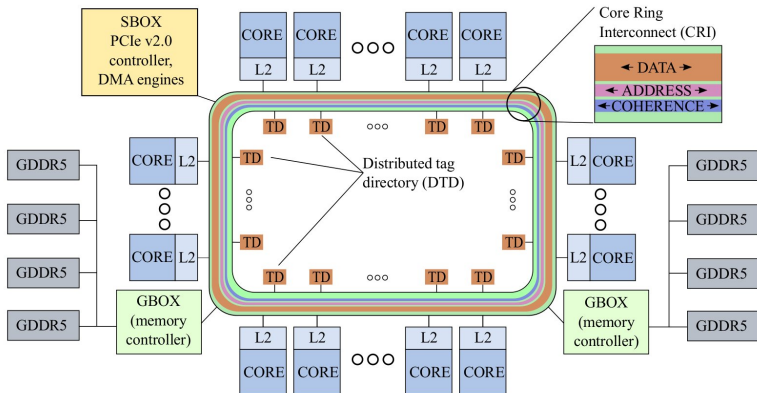 SBOX
PCIe v2.0
controller,
DMA engines
CORE
CORE
CORE
CORE
L2
L2
L2
L2
Core Ring
Interconnect (CRI)
DATA
ADDRESS
COHERENCE
TD
TD
TD
TD
GDDR5
GDDR5
GDDR5
GDDR5
CORE
L2
CORE
L2
TD
TD
Distributed tag
directory (DTD)
TD
TD
L2
CORE
L2
CORE
GDDR5
GDDR5
GDDR5
GDDR5
TD
TD
TD
TD
GBOX
(memory
controller)
GBOX
(memory
controller)
L2
L2
L2
L2
CORE
CORE
CORE
CORE